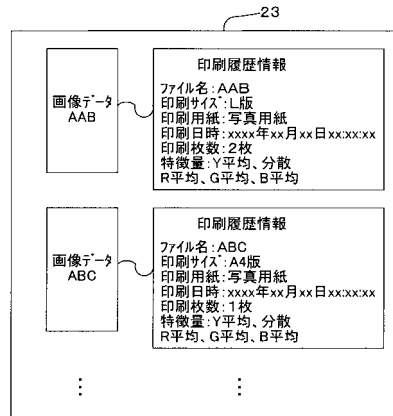 23
画像データ
AAB
印刷履歴情報
ファイル名:AAB
印刷サイズ:L版
印刷用紙:写真用紙
印刷日時:xxxx年xx月xx日xx:xx:xx
印刷枚数:2枚
特徴量:Y平均、分散
R平均、G平均、B平均
画像データ
ABC
印刷履歴情報
ファイル名:ABC
印刷サイズ:A4版
印刷用紙:写真用紙
印刷日時:xxxx年xx月xx日xx:xx:xx
印刷枚数:1枚
特徴量:Y平均、分散
R平均、G平均、B平均